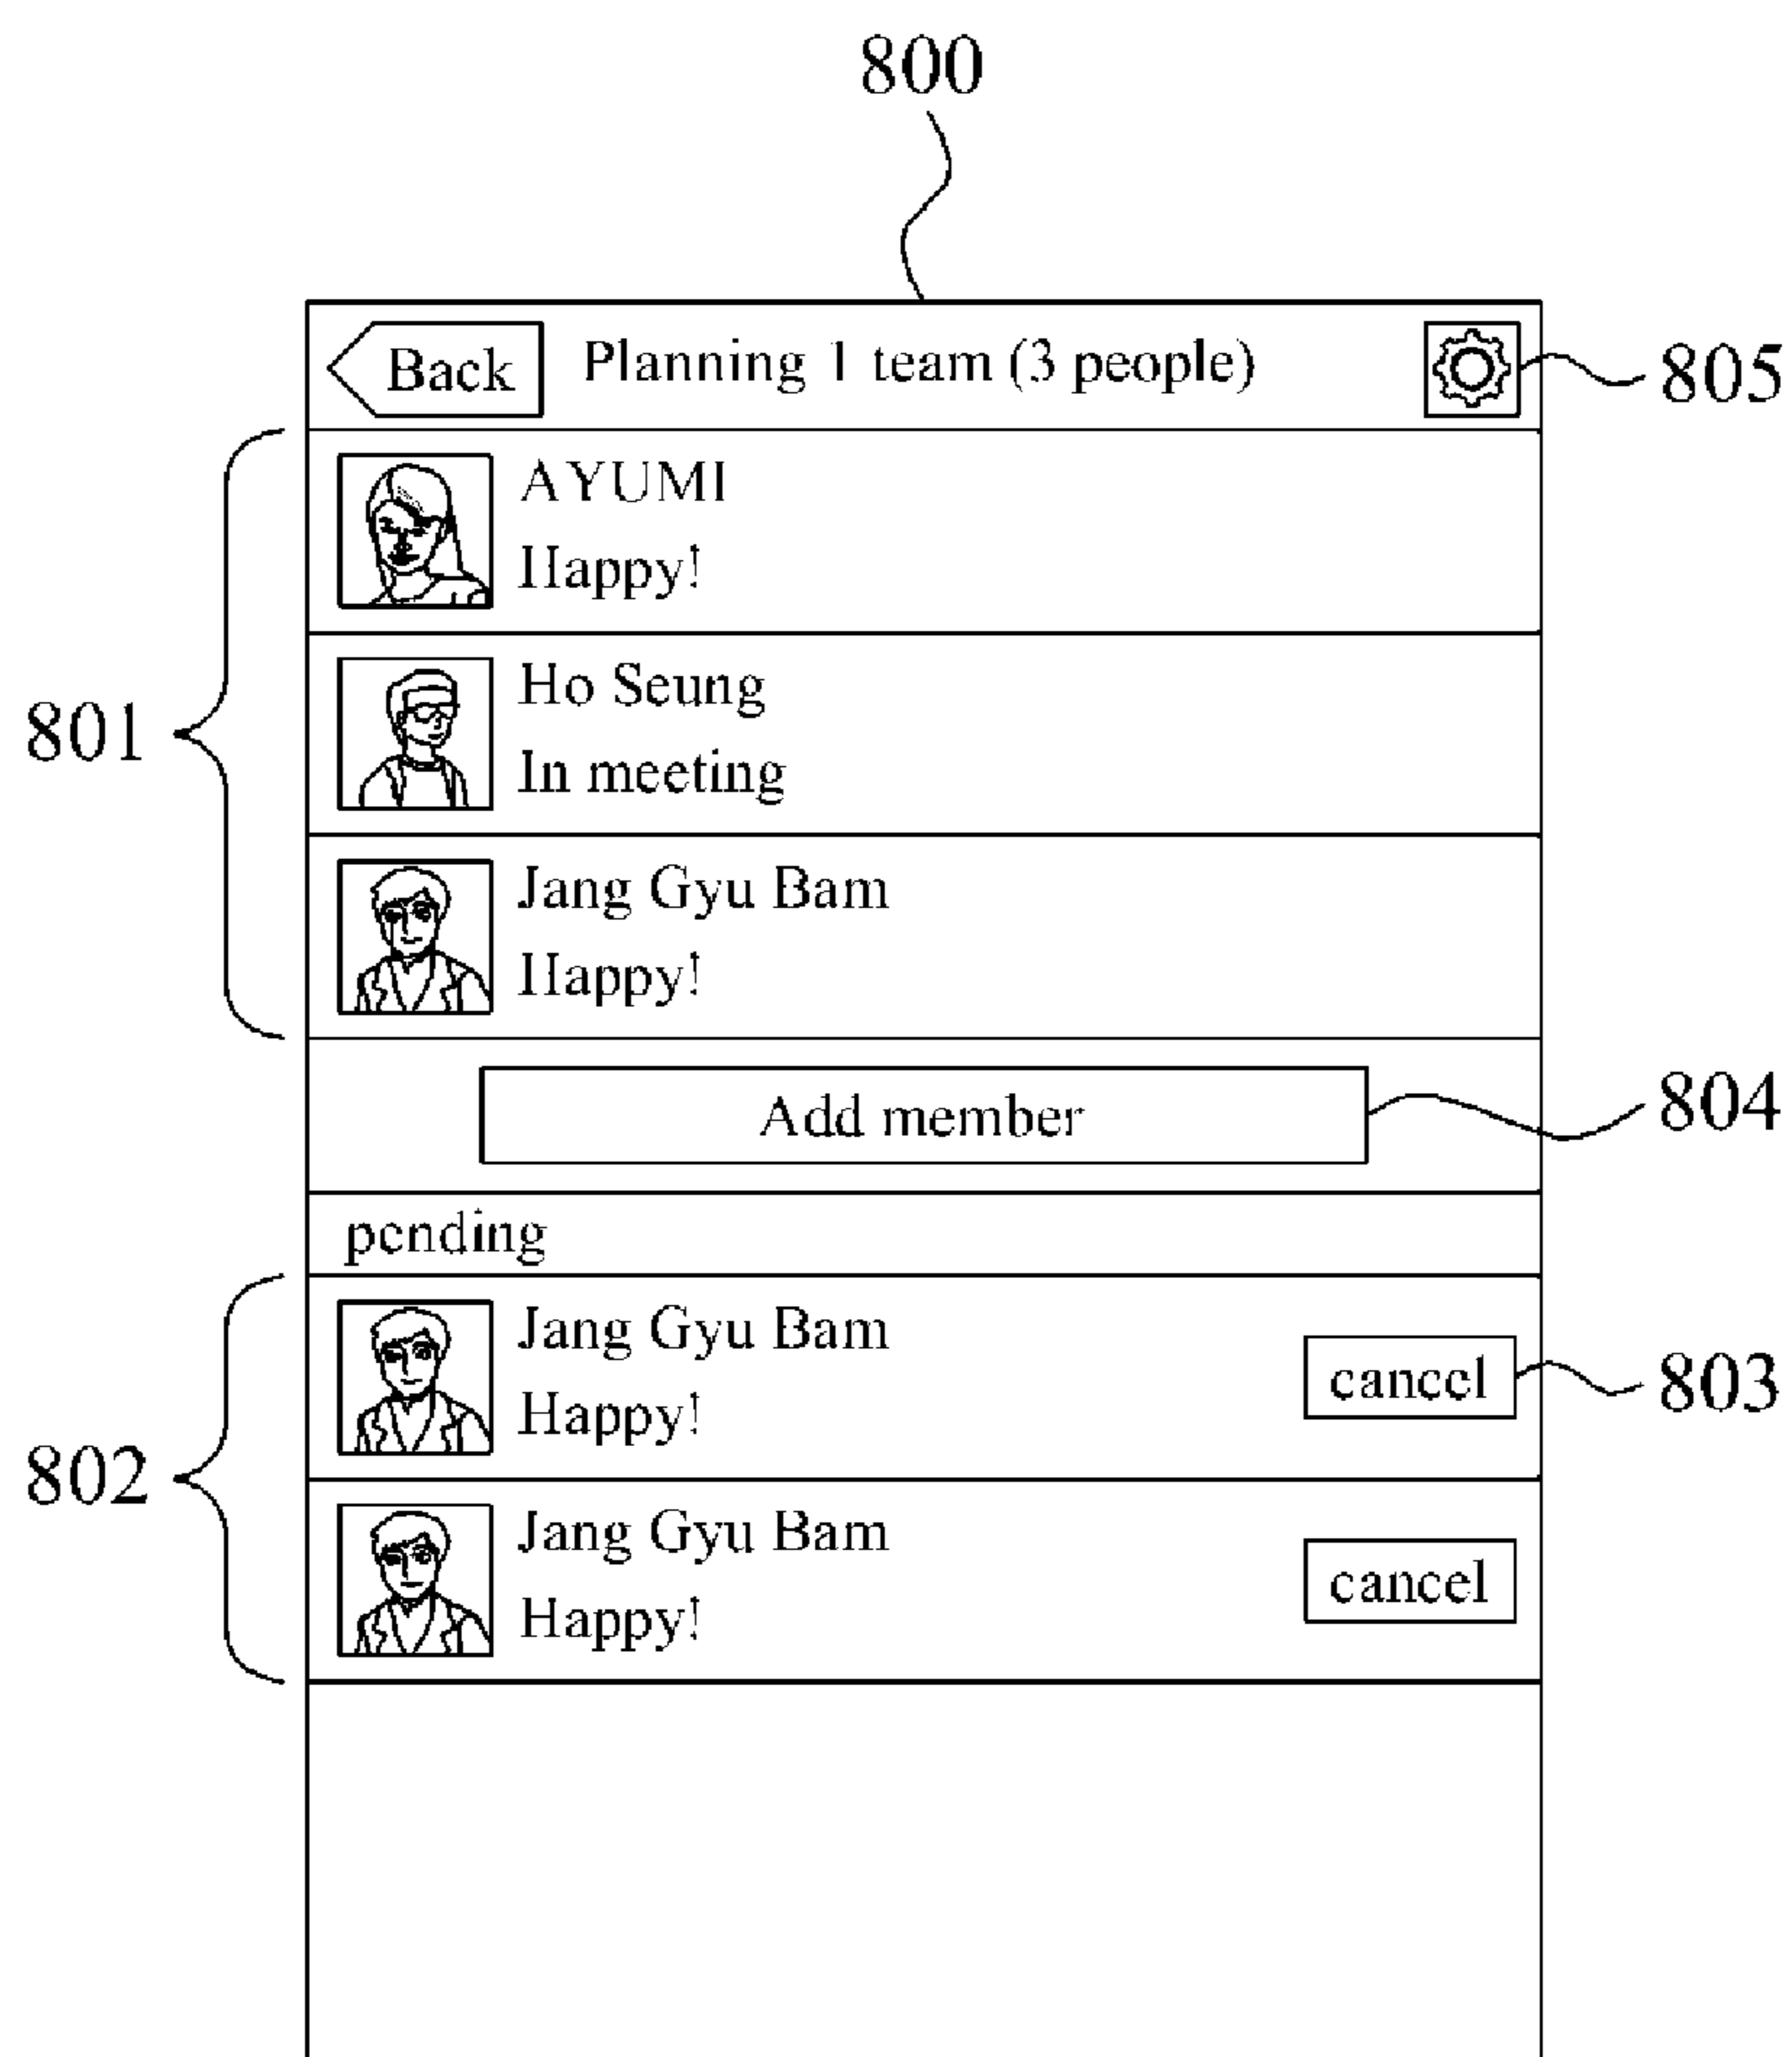 800
Back Planning 1 team (3 people) 805
AYUMI
Happy!
801
Ho Seung
In meeting
Jang Gyu Bam
Happy!
Add member 804
pending
Jang Gyu Bam
cancel 803
Happy!
802
Jang Gyu Bam
cancel
Happy!